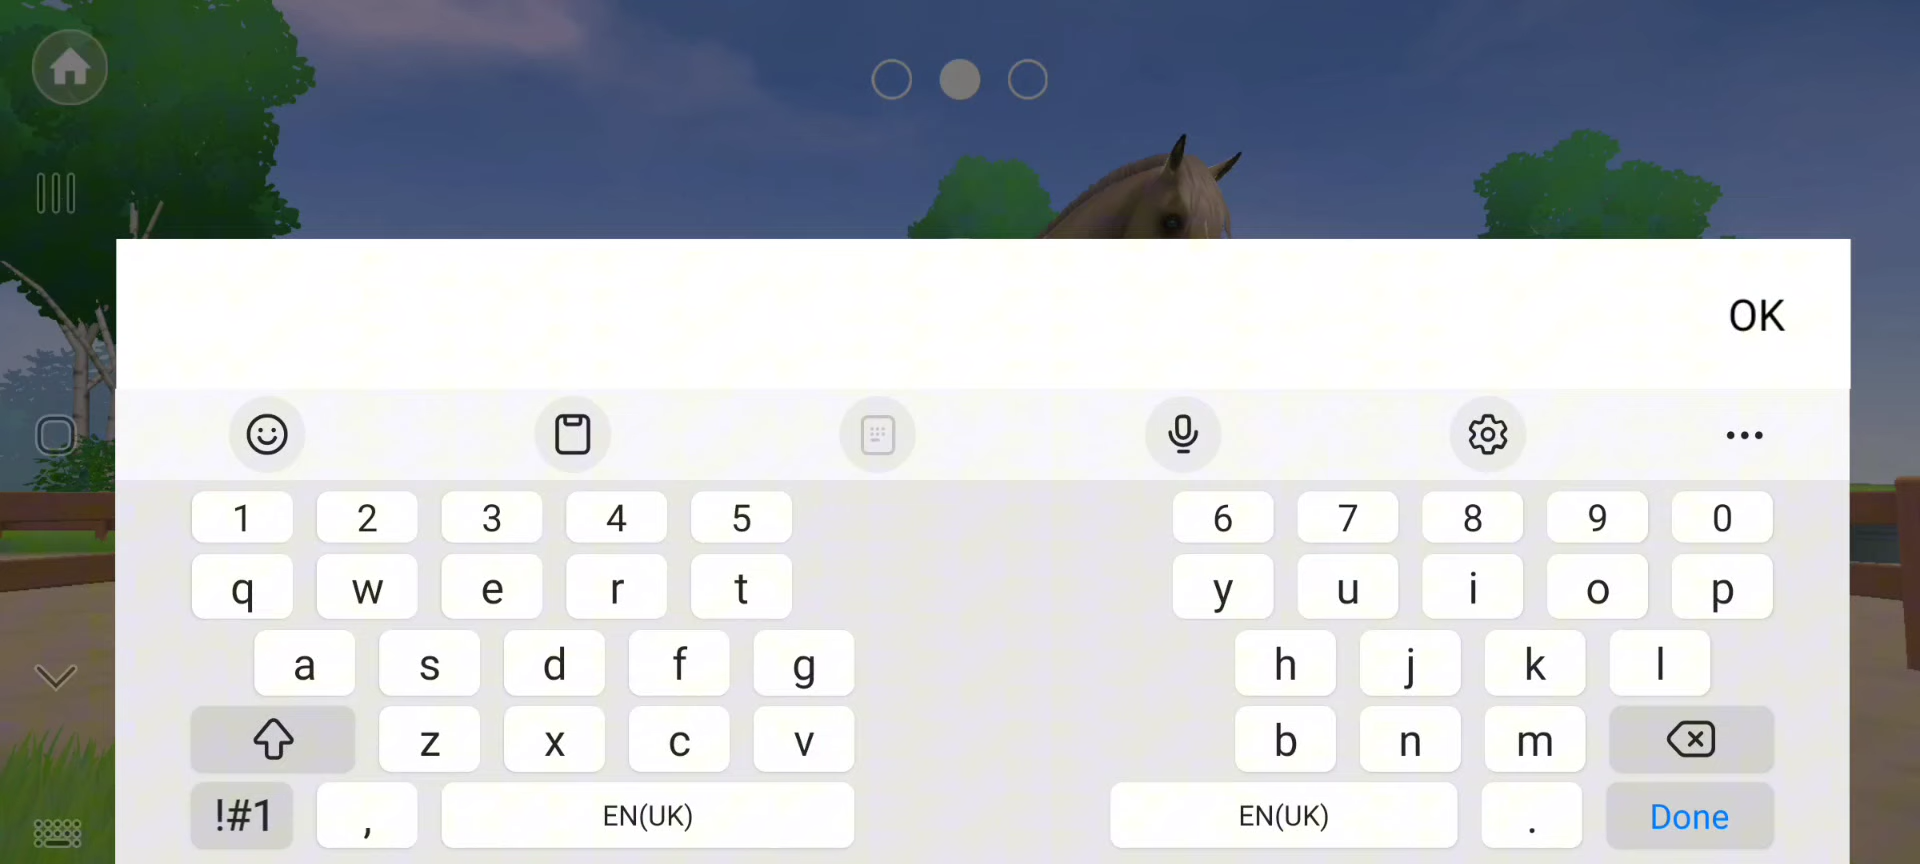 OK
1 2 3 4 5 6 7 8 9 0
q w e r t y u i o p
a s d f g h j k l
z x c v b n m
!#1 , EN(UK) EN(UK) . Done